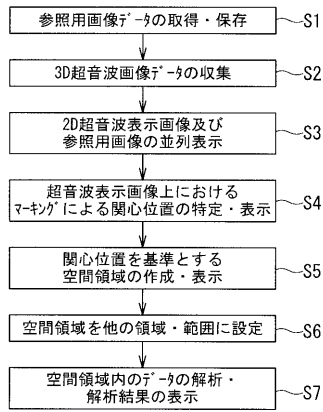 参照用画像ﾃﾞｰﾀの取得・保存
S1
3D超音波画像ﾃﾞｰﾀの収集
S2
2D超音波表示画像及び
参照用画像の並列表示
S3
超音波表示画像上における
ﾏｰｷﾝｸﾞによる関心位置の特定・表示
S4
関心位置を基準とする
空間領域の作成・表示
S5
空間領域を他の領域・範囲に設定
S6
空間領域内のデータの解析・
解析結果の表示
S7